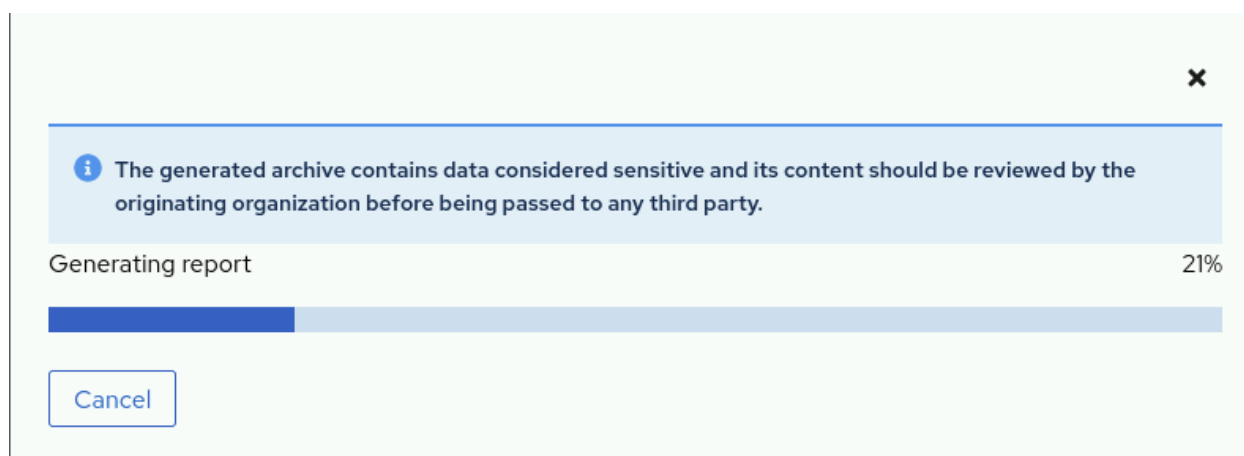 The generated archive contains data considered sensitive and its content should be reviewed by the
originating organization before being passed to any third party.
Generating report 21%
Cancel